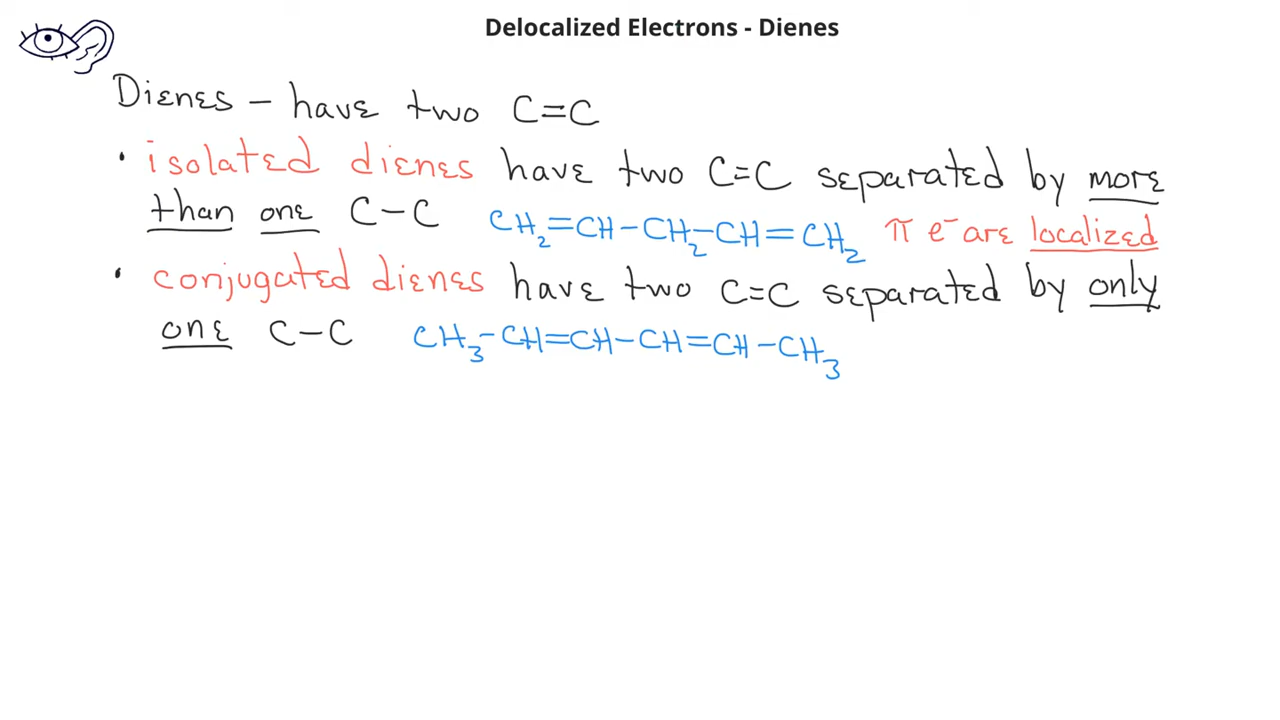 Delocalized Electrons - Dienes
Dienes – have two C=C
• isolated dienes have two C=C separated by more
than one C–C CH₂=CH–CH₂–CH=CH₂ π e⁻ are localized
• conjugated dienes have two C=C separated by only
one C–C CH₃–CH=CH–CH=CH–CH₃